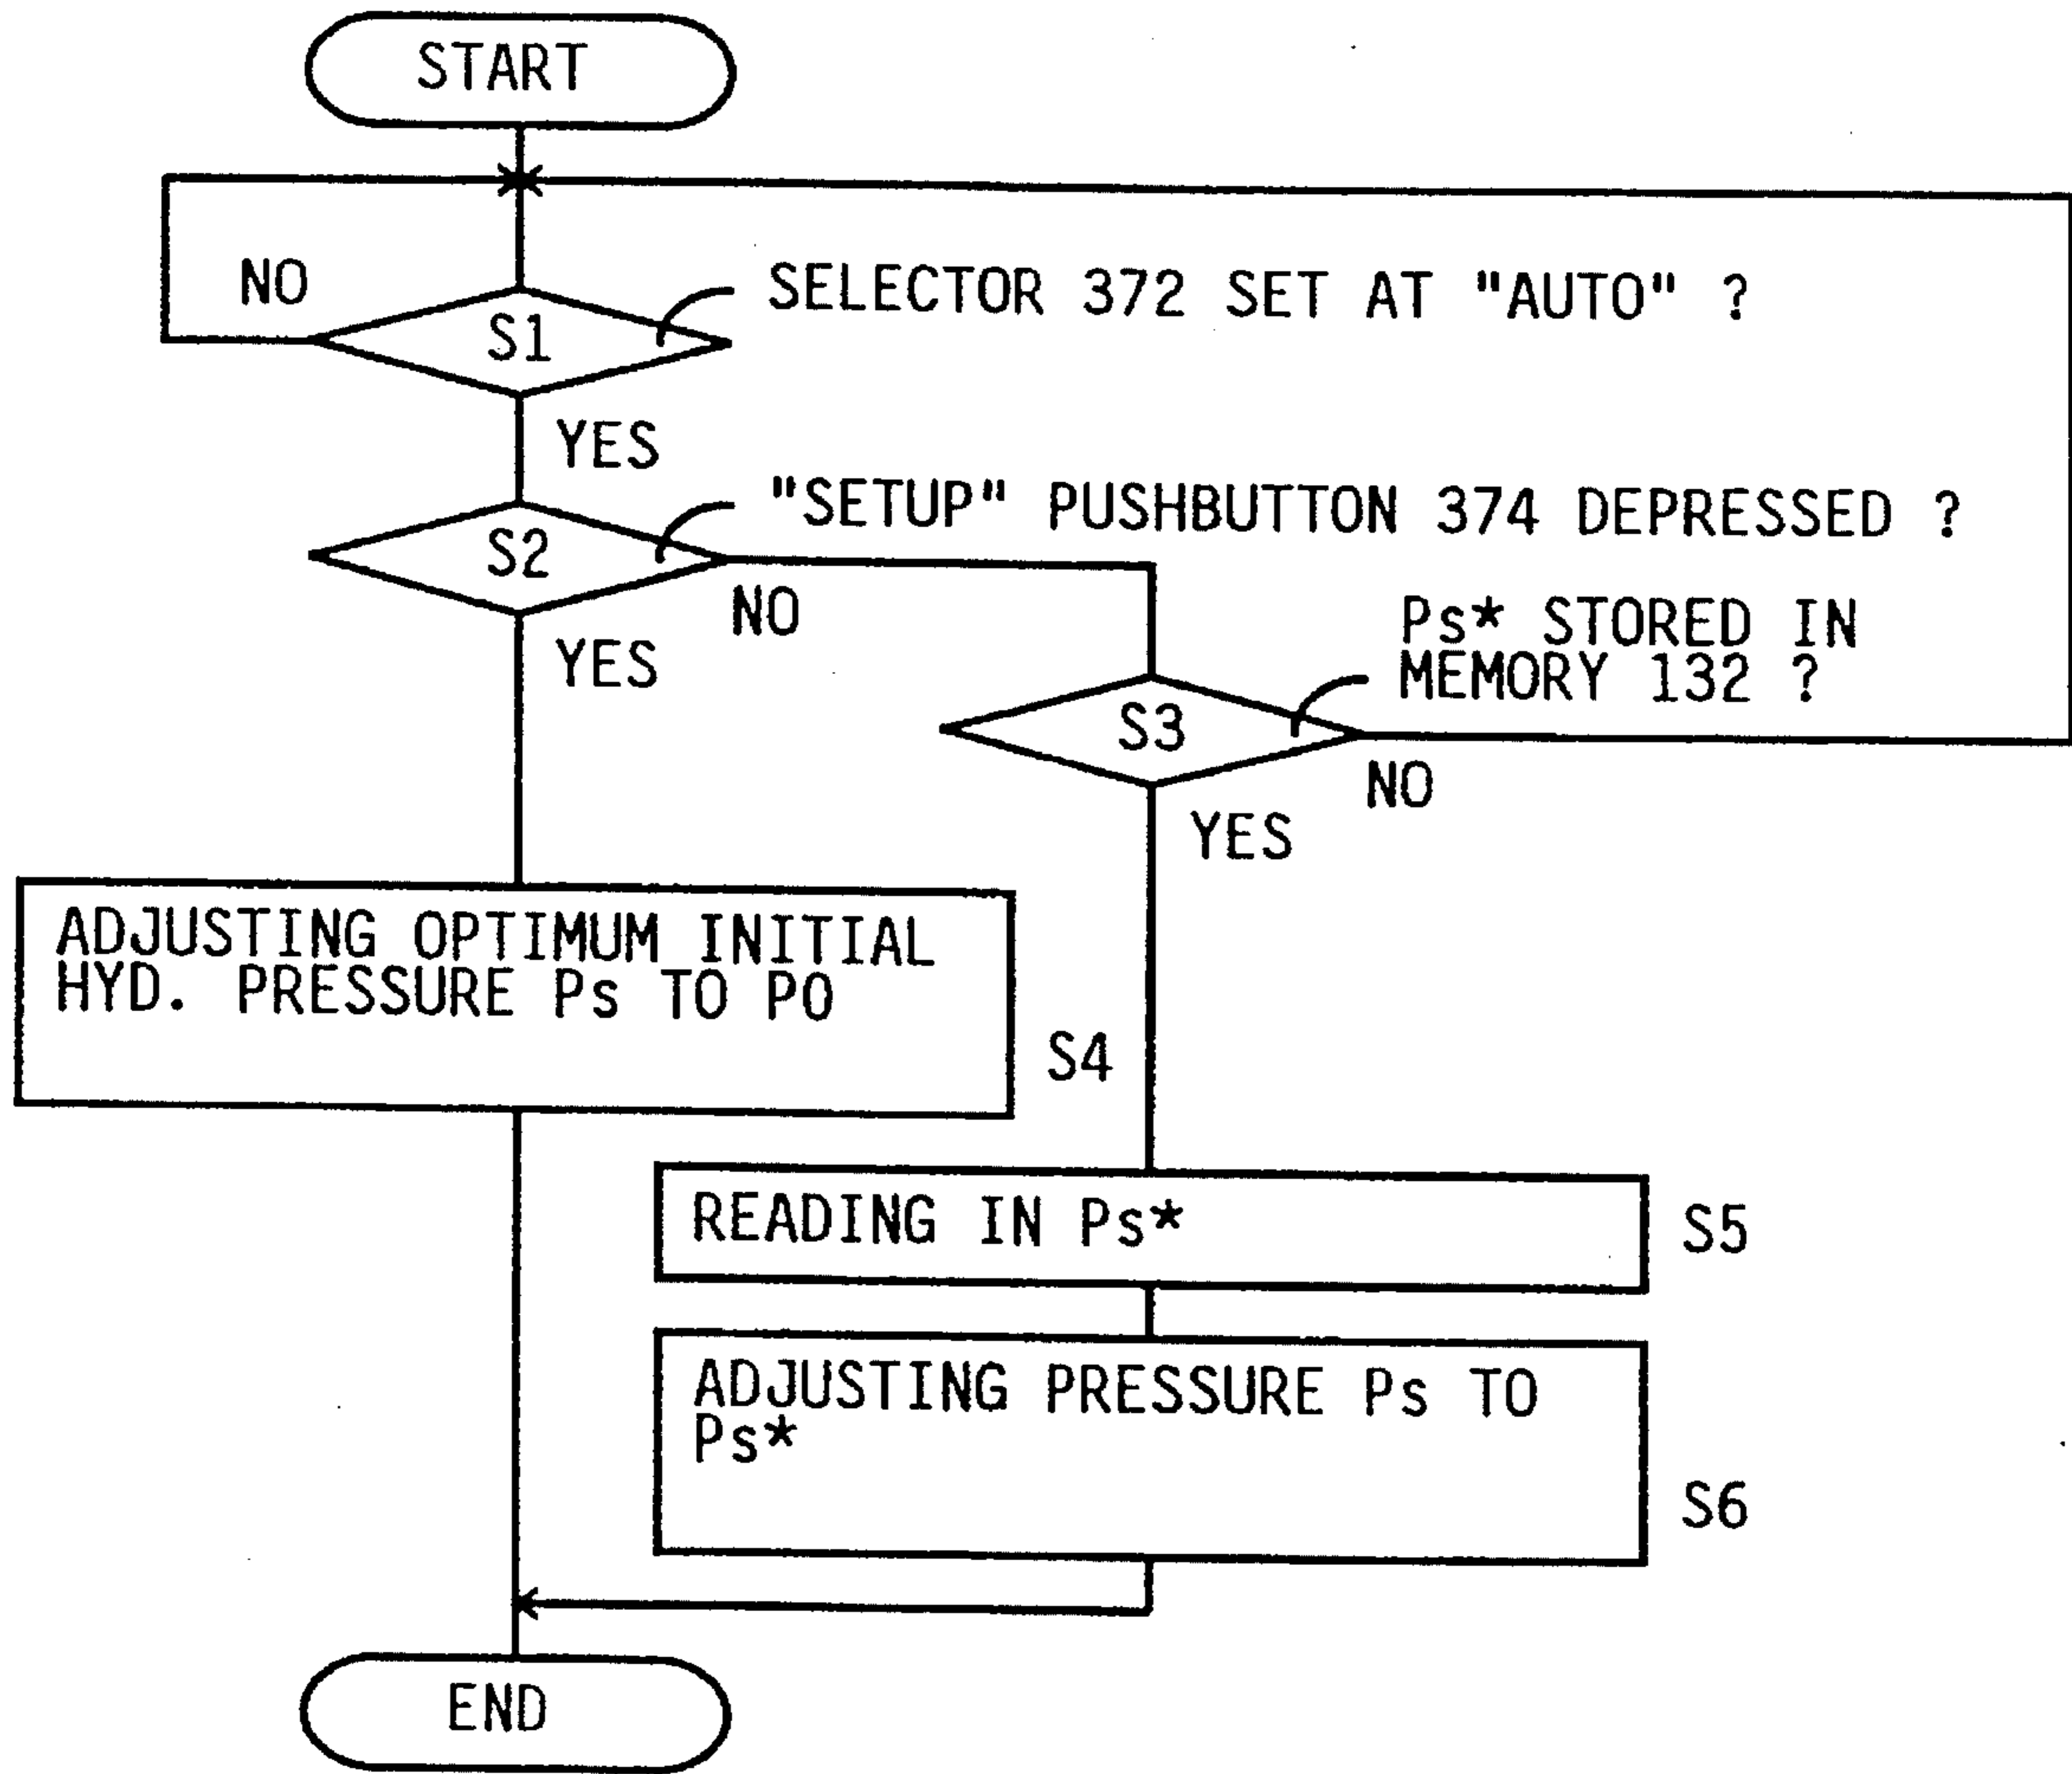 START
NO
S1
SELECTOR 372 SET AT "AUTO" ?
YES
S2
"SETUP" PUSHBUTTON 374 DEPRESSED ?
NO
YES
Ps* STORED IN
MEMORY 132 ?
S3
NO
YES
ADJUSTING OPTIMUM INITIAL
HYD. PRESSURE Ps TO PO
S4
READING IN Ps*
S5
ADJUSTING PRESSURE Ps TO
Ps*
S6
END